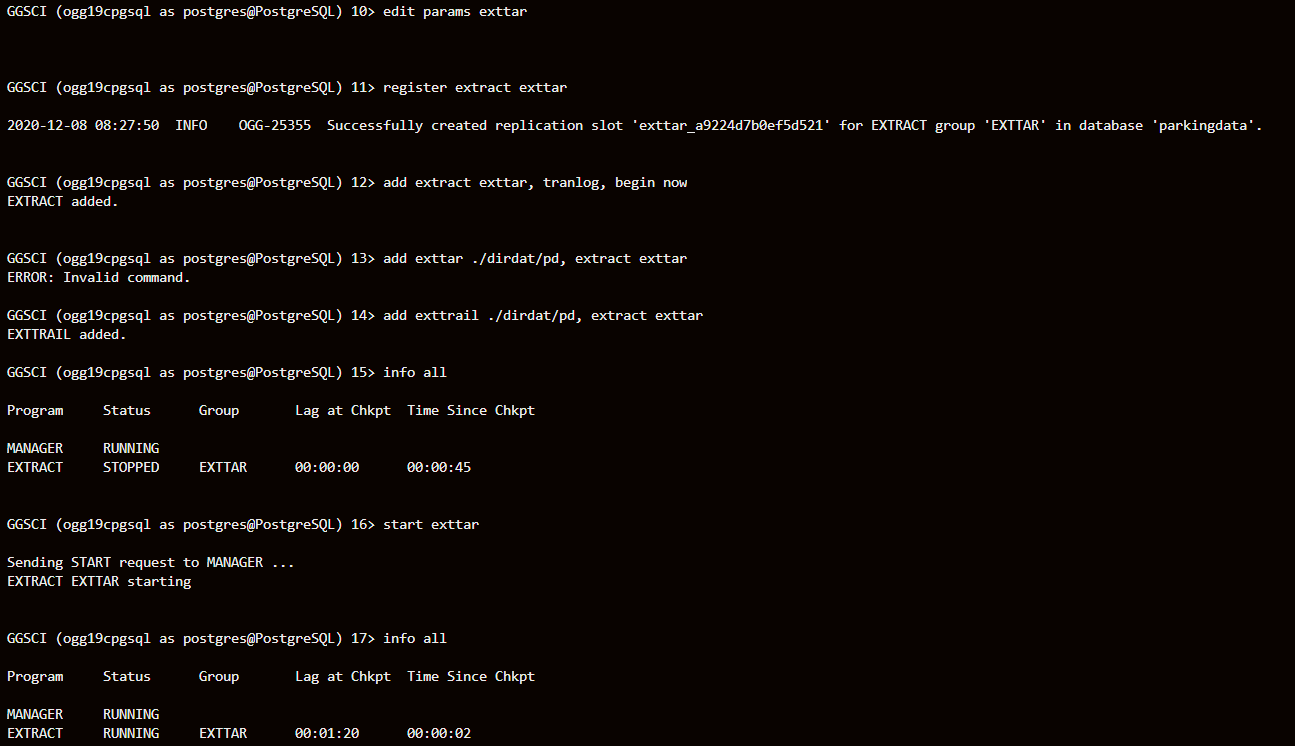 GGSCI (ogg19cpgsql as postgres@PostgreSQL) 10> edit params exttar
GGSCI (ogg19cpgsql as postgres@PostgreSQL) 11> register extract exttar
2020-12-08 08:27:50  INFO    OGG-25355  Successfully created replication slot 'exttar_a9224d7b0ef5d521' for EXTRACT group 'EXTTAR' in database 'parkingdata'.
GGSCI (ogg19cpgsql as postgres@PostgreSQL) 12> add extract exttar, tranlog, begin now
EXTRACT added.
GGSCI (ogg19cpgsql as postgres@PostgreSQL) 13> add exttar ./dirdat/pd, extract exttar
ERROR: Invalid command.
GGSCI (ogg19cpgsql as postgres@PostgreSQL) 14> add exttrail ./dirdat/pd, extract exttar
EXTTRAIL added.
GGSCI (ogg19cpgsql as postgres@PostgreSQL) 15> info all
Program     Status      Group       Lag at Chkpt  Time Since Chkpt
MANAGER     RUNNING
EXTRACT     STOPPED     EXTTAR      00:00:00      00:00:45
GGSCI (ogg19cpgsql as postgres@PostgreSQL) 16> start exttar
Sending START request to MANAGER ...
EXTRACT EXTTAR starting
GGSCI (ogg19cpgsql as postgres@PostgreSQL) 17> info all
Program     Status      Group       Lag at Chkpt  Time Since Chkpt
MANAGER     RUNNING
EXTRACT     RUNNING     EXTTAR      00:01:20      00:00:02